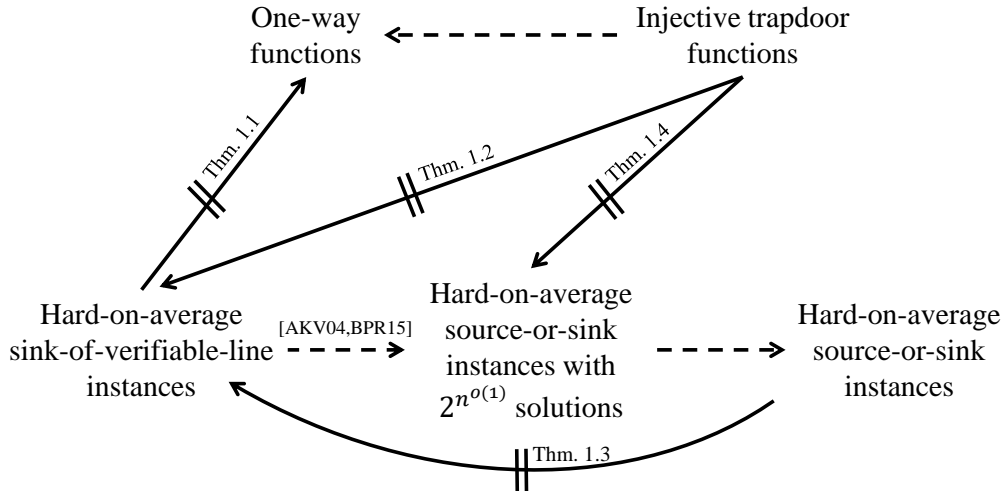 One-way
functions
Injective trapdoor
functions
Thm. 1.1
Thm. 1.2
Thm. 1.4
Hard-on-average
sink-of-verifiable-line
instances
[AKV04,BPR15]
Hard-on-average
source-or-sink
instances with
$2^{n^{o(1)}}$ solutions
Hard-on-average
source-or-sink
instances
Thm. 1.3